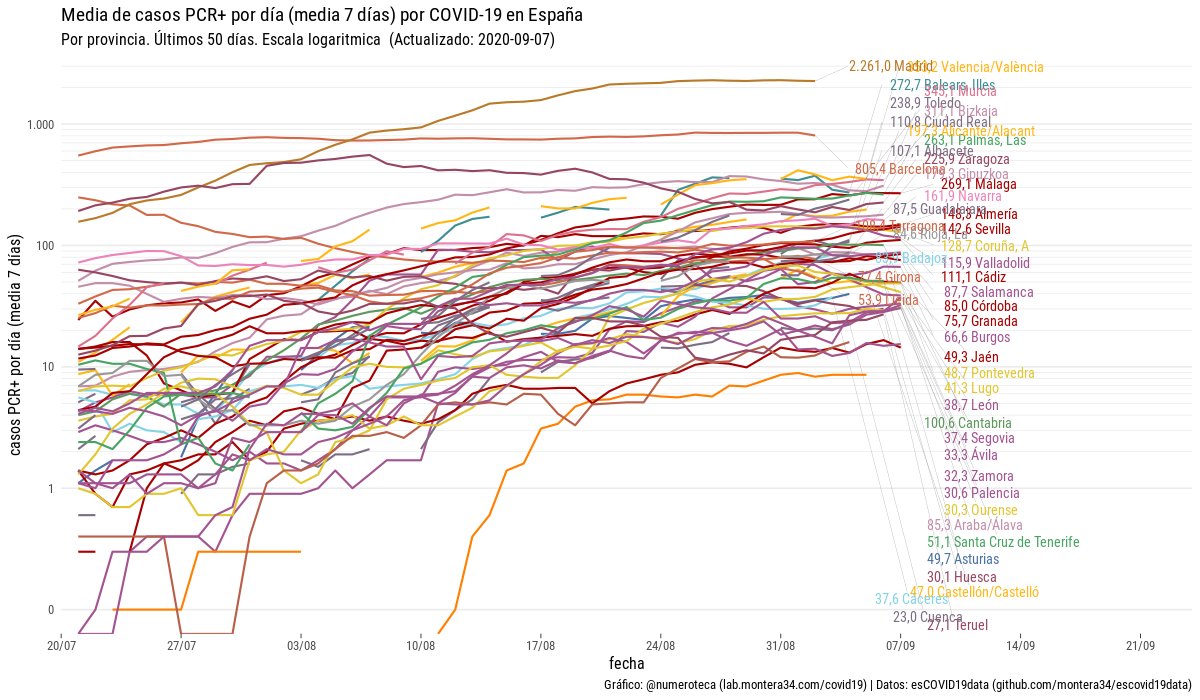 Media de casos PCR+ por día (media 7 días) por COVID-19 en España
Por provincia. Últimos 50 días. Escala logaritmica (Actualizado: 2020-09-07)
casos PCR+ por día (media 7 días)
1.000
100
10
1
0
2.261,0 Madrid
Valencia/València
272,7 Balears, Illes
345,1 Murcia
238,9 Toledo
311,1 Bizkaia
110,8 Ciudad Real
197,3 Alicante/Alacant
263,1 Palmas, Las
107,1 Albacete
225,9 Zaragoza
805,4 Barcelona
Gipuzkoa
269,1 Málaga
161,9 Navarra
87,5 Guadalajara
148,8 Almería
Tarragona
142,6 Sevilla
Rioja, La
128,7 Coruña, A
Badajoz
115,9 Valladolid
Girona
111,1 Cádiz
87,7 Salamanca
53,9 Lleida
85,0 Córdoba
75,7 Granada
66,6 Burgos
49,3 Jaén
48,7 Pontevedra
41,3 Lugo
38,7 León
100,6 Cantabria
37,4 Segovia
33,3 Ávila
32,3 Zamora
30,6 Palencia
30,3 Ourense
85,3 Araba/Álava
51,1 Santa Cruz de Tenerife
49,7 Asturias
30,1 Huesca
47,0 Castellón/Castelló
37,6 Cáceres
23,0 Cuenca
27,1 Teruel
20/07
27/07
03/08
10/08
17/08
24/08
31/08
07/09
14/09
21/09
fecha
Gráfico: @numeroteca (lab.montera34.com/covid19) | Datos: esCOVID19data (github.com/montera34/escovid19data)